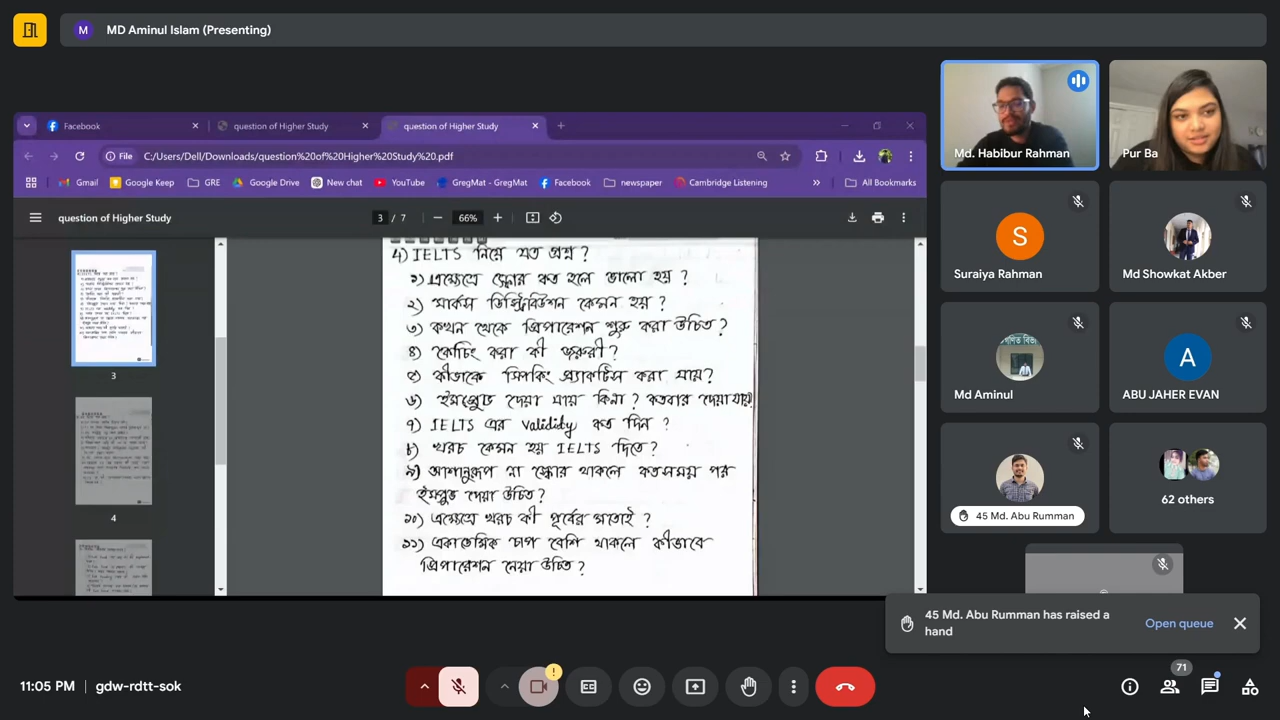 MD Aminul Islam (Presenting)
M
Facebook
question of Higher Study
question of Higher Study
File
C:/Users/Dell/Downloads/question%20of%20Higher%20Study%20.pdf
Gmail
Google Keep
GRE
Google Drive
New chat
YouTube
GregMat - GregMat
Facebook
newspaper
Cambridge Listening
All Bookmarks
question of Higher Study
3 / 7
66%
4) IELTS নিয়ে যত প্রশ্ন ?
১) এক্ষেত্রে স্কোর কত হলে ভালো হয় ?
২) মার্কস ডিস্ট্রিবিউশন কেমন হয় ?
৩) কখন থেকে প্রিপারেশন শুরু করা উচিত ?
৪) কোচিং করা কী জরুরী ?
৫) কীভাবে স্পিকিং প্র্যাকটিস করা যায় ?
৬) ইমপ্রুভ দেয়া যায় কিনা ? কতবার দেয়া যায়
৭) IELTS এর validity কত দিন ?
৮) খরচ কেমন হয় IELTS দিতে ?
৯) আশানুরূপ না স্কোর থাকলে কতসময় পর
ইমপ্রুভ দেয়া উচিত ?
১০) এক্ষেত্রে খরচ কী পূর্বের মতোই ?
১১) একাডেমিক চাপ বেশি থাকলে কীভাবে
প্রিপারেশন নেয়া উচিত ?
3
4
Md. Habibur Rahman
Pur Ba
S
Suraiya Rahman
Md Showkat Akber
Md Aminul
A
ABU JAHER EVAN
45 Md. Abu Rumman
62 others
45 Md. Abu Rumman has raised a
hand
Open queue
11:05 PM
gdw-rdtt-sok
71